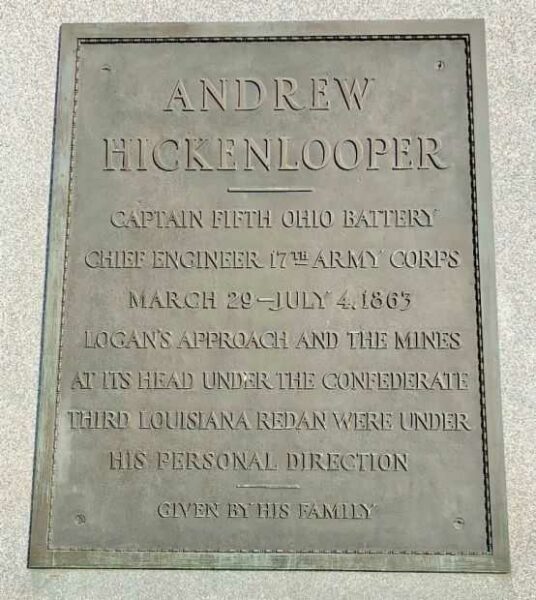 ANDREW
HICKENLOOPER
CAPTAIN FIFTH OHIO BATTERY
CHIEF ENGINEER 17TH ARMY CORPS
MARCH 29–JULY 4, 1863
LOGAN'S APPROACH AND THE MINES
AT ITS HEAD UNDER THE CONFEDERATE
THIRD LOUISIANA REDAN WERE UNDER
HIS PERSONAL DIRECTION
GIVEN BY HIS FAMILY